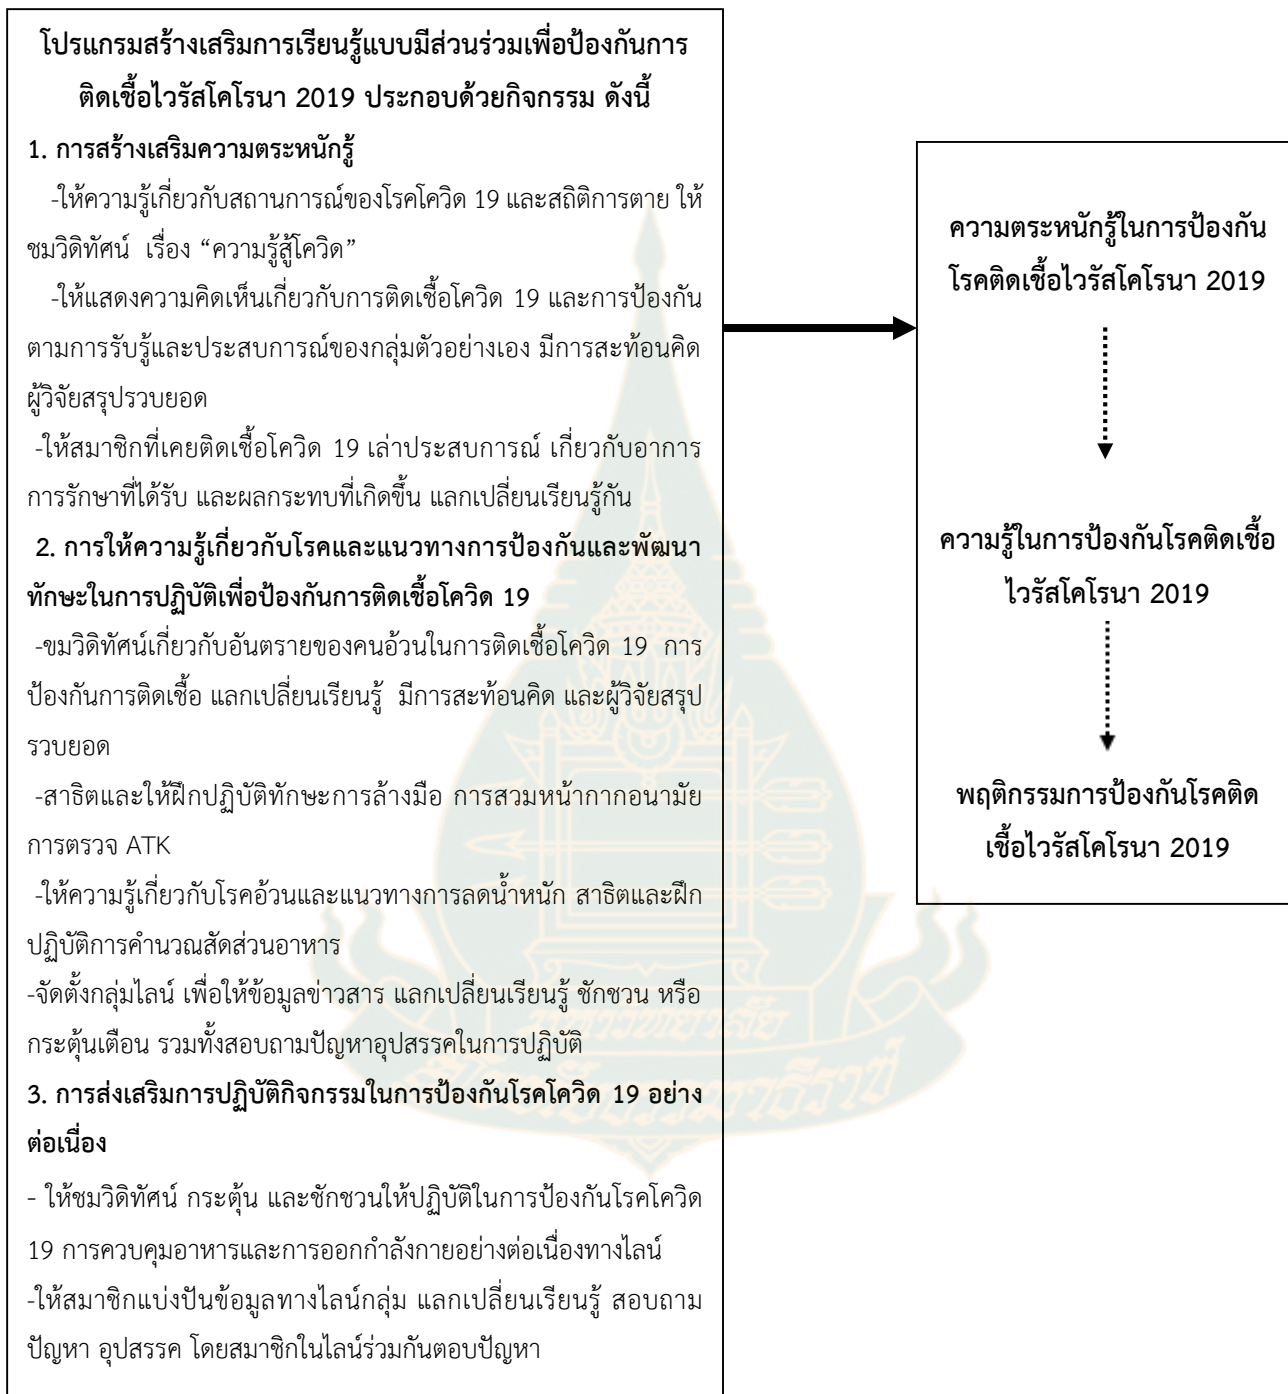 โปรแกรมสร้างเสริมการเรียนรู้แบบมีส่วนร่วมเพื่อป้องกันการ
ติดเชื้อไวรัสโคโรนา 2019 ประกอบด้วยกิจกรรม ดังนี้
1. การสร้างเสริมความตระหนักรู้
-ให้ความรู้เกี่ยวกับสถานการณ์ของโรคโควิด 19 และสถิติการตาย ให้
ชมวิดิทัศน์ เรื่อง “ความรู้สู้โควิด”
-ให้แสดงความคิดเห็นเกี่ยวกับการติดเชื้อโควิด 19 และการป้องกัน
ตามการรับรู้และประสบการณ์ของกลุ่มตัวอย่างเอง มีการสะท้อนคิด
ผู้วิจัยสรุปรวบยอด
-ให้สมาชิกที่เคยติดเชื้อโควิด 19 เล่าประสบการณ์ เกี่ยวกับอาการ
การรักษาที่ได้รับ และผลกระทบที่เกิดขึ้น แลกเปลี่ยนเรียนรู้กัน
2. การให้ความรู้เกี่ยวกับโรคและแนวทางการป้องกันและพัฒนา
ทักษะในการปฏิบัติเพื่อป้องกันการติดเชื้อโควิด 19
-ขมวิดิทัศน์เกี่ยวกับอันตรายของคนอ้วนในการติดเชื้อโควิด 19 การ
ป้องกันการติดเชื้อ แลกเปลี่ยนเรียนรู้ มีการสะท้อนคิด และผู้วิจัยสรุป
รวบยอด
-สาธิตและให้ฝึกปฏิบัติทักษะการล้างมือ การสวมหน้ากากอนามัย
การตรวจ ATK
-ให้ความรู้เกี่ยวกับโรคอ้วนและแนวทางการลดน้ำหนัก สาธิตและฝึก
ปฏิบัติการคำนวณสัดส่วนอาหาร
-จัดตั้งกลุ่มไลน์ เพื่อให้ข้อมูลข่าวสาร แลกเปลี่ยนเรียนรู้ ชักชวน หรือ
กระตุ้นเตือน รวมทั้งสอบถามปัญหาอุปสรรคในการปฏิบัติ
3. การส่งเสริมการปฏิบัติกิจกรรมในการป้องกันโรคโควิด 19 อย่าง
ต่อเนื่อง
- ให้ชมวิดิทัศน์ กระตุ้น และชักชวนให้ปฏิบัติในการป้องกันโรคโควิด
19 การควบคุมอาหารและการออกกำลังกายอย่างต่อเนื่องทางไลน์
-ให้สมาชิกแบ่งปันข้อมูลทางไลน์กลุ่ม แลกเปลี่ยนเรียนรู้ สอบถาม
ปัญหา อุปสรรค โดยสมาชิกในไลน์ร่วมกันตอบปัญหา
ความตระหนักรู้ในการป้องกัน
โรคติดเชื้อไวรัสโคโรนา 2019
ความรู้ในการป้องกันโรคติดเชื้อ
ไวรัสโคโรนา 2019
พฤติกรรมการป้องกันโรคติด
เชื้อไวรัสโคโรนา 2019
มหาวิทยาลัย
สุโขทัยธรรมาธิราช